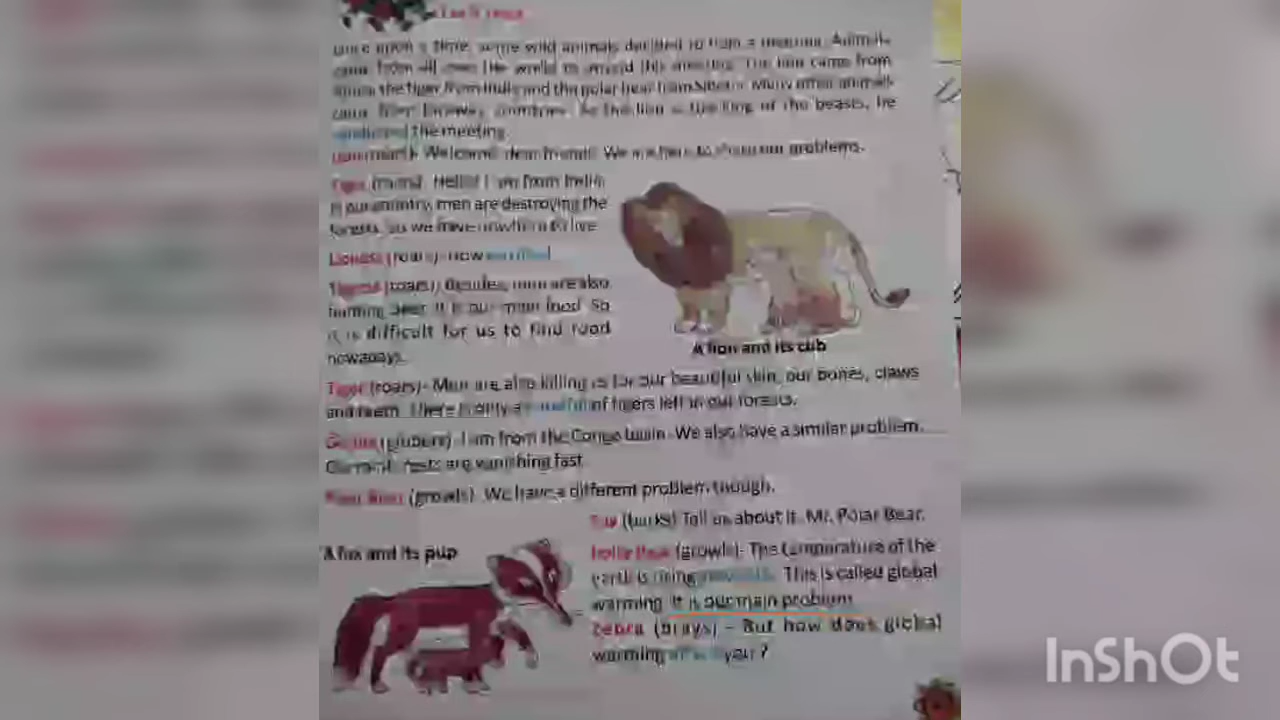 Let's read
once upon a time, some wild animals decided to hold a meeting. Animals
came from all over the world to attend this meeting. The lion came from
the tiger from India and the polar bear from Many other animals
came from faraway countries. As the lion is the king of the beasts, he
the meeting.
Welcome, dear friends. We are here to share our problems.
Tiger (roars)- Hello! I am from India.
In our country, men are destroying the
forests, so we have nowhere to live.
Lioness (roars)- How
Tigress (roars)- Besides, men are also
hunting deer. It is our main food. So
it is difficult for us to find food
nowadays.
A lion and its cub
Tiger (roars)- Men are also killing us for our beautiful skin, our bones, claws
and teeth. There is only a handful of tigers left in our forests.
Gorilla (gibbers)- I am from the Congo basin. We also have a similar problem.
Our forests are vanishing fast.
Polar Bear (growls)- We have a different problem though.
Fox (barks) Tell us about it, Mr. Polar Bear.
A fox and its pup
Polar Bear (growls)- The temperature of the
earth is rising This is called global
warming. It is our main problem.
Zebra (brays) - But how does global
warming affect you ?
InShOt